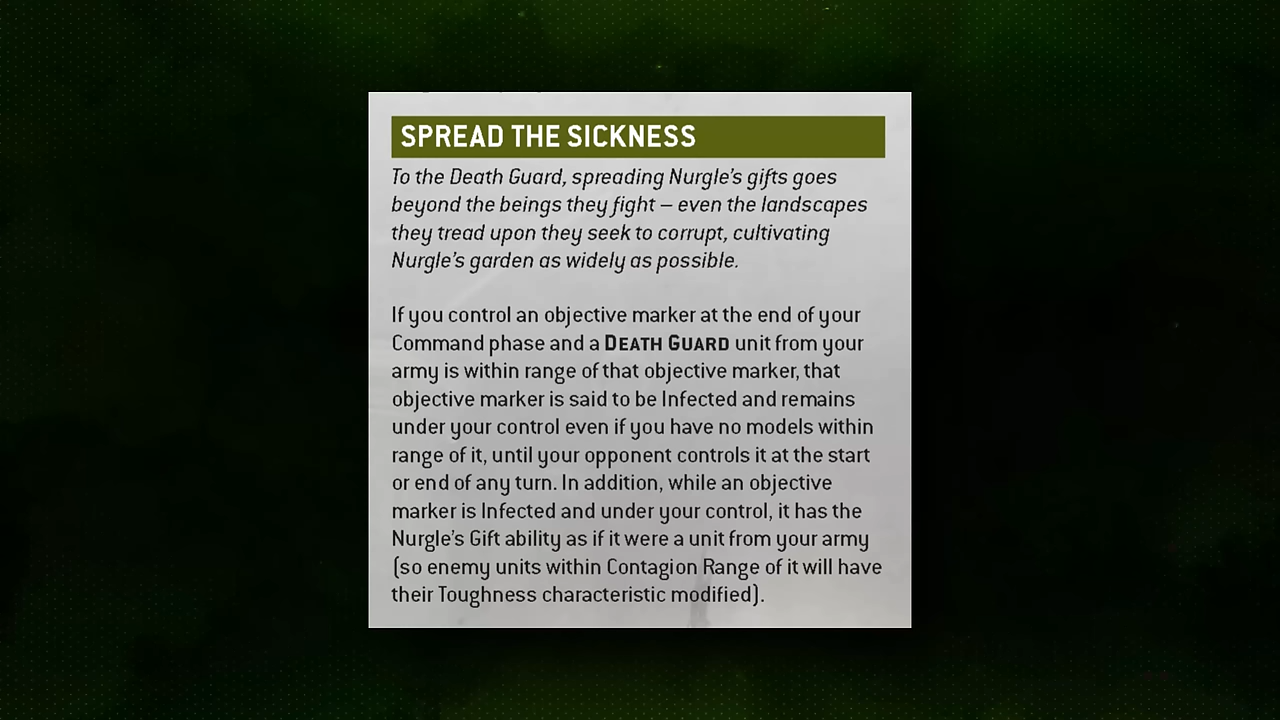 SPREAD THE SICKNESS
To the Death Guard, spreading Nurgle's gifts goes
beyond the beings they fight – even the landscapes
they tread upon they seek to corrupt, cultivating
Nurgle's garden as widely as possible.
If you control an objective marker at the end of your
Command phase and a DEATH GUARD unit from your
army is within range of that objective marker, that
objective marker is said to be Infected and remains
under your control even if you have no models within
range of it, until your opponent controls it at the start
or end of any turn. In addition, while an objective
marker is Infected and under your control, it has the
Nurgle's Gift ability as if it were a unit from your army
(so enemy units within Contagion Range of it will have
their Toughness characteristic modified).